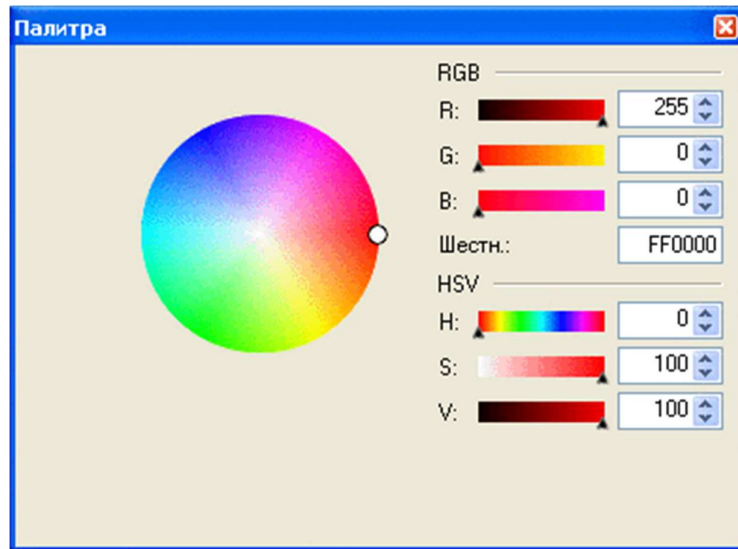 Палитра
RGB
R: 255
G: 0
B: 0
Шестн.: FF0000
HSV
H: 0
S: 100
V: 100